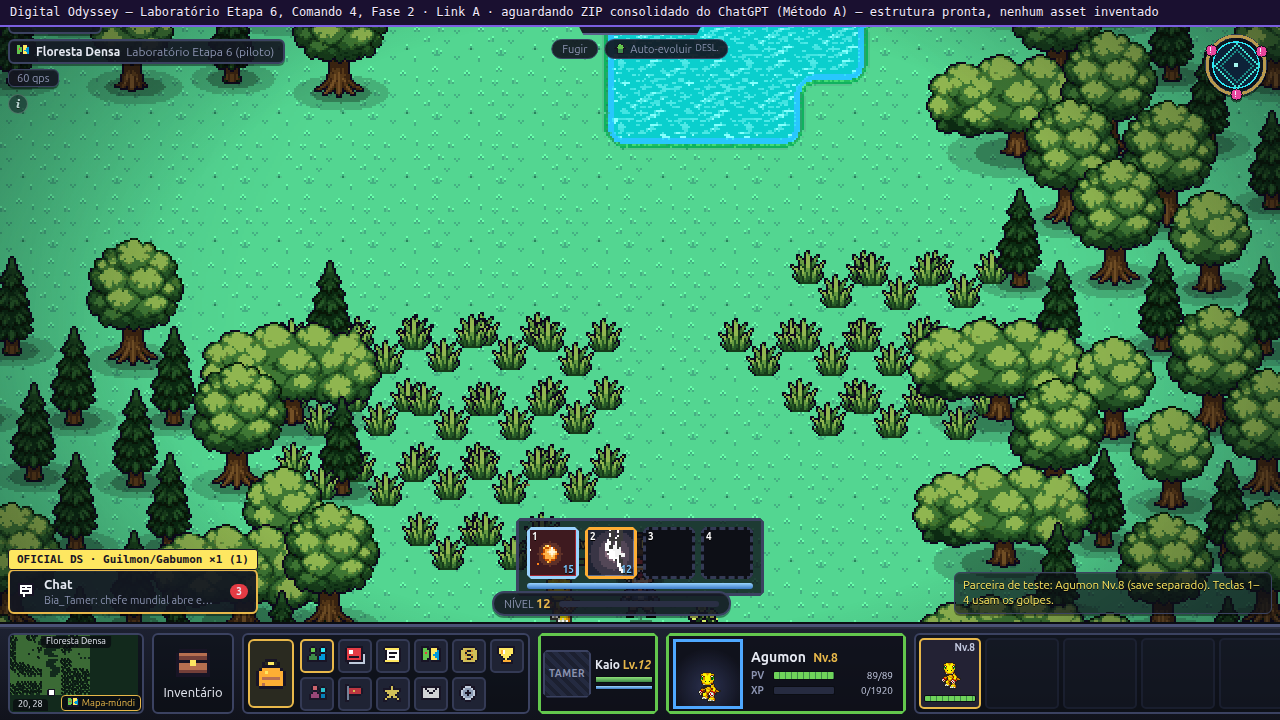 Digital Odyssey — Laboratório Etapa 6, Comando 4, Fase 2 · Link A · aguardando ZIP consolidado do ChatGPT (Método A) — estrutura pronta, nenhum asset inventado
Floresta Densa Laboratório Etapa 6 (piloto)
Fugir
Auto-evoluir DESL.
60 qps
i
OFICIAL DS · Guilmon/Gabumon ×1 (1)
Chat
Bia_Tamer: chefe mundial abre e…
3
1
15
2
12
3
4
NÍVEL 12
Parceira de teste: Agumon Nv.8 (save separado). Teclas 1–
4 usam os golpes.
Floresta Densa
20, 28
Mapa-múndi
Inventário
TAMER
Kaio Lv.12
Agumon Nv.8
PV 89/89
XP 0/1920
Nv.8